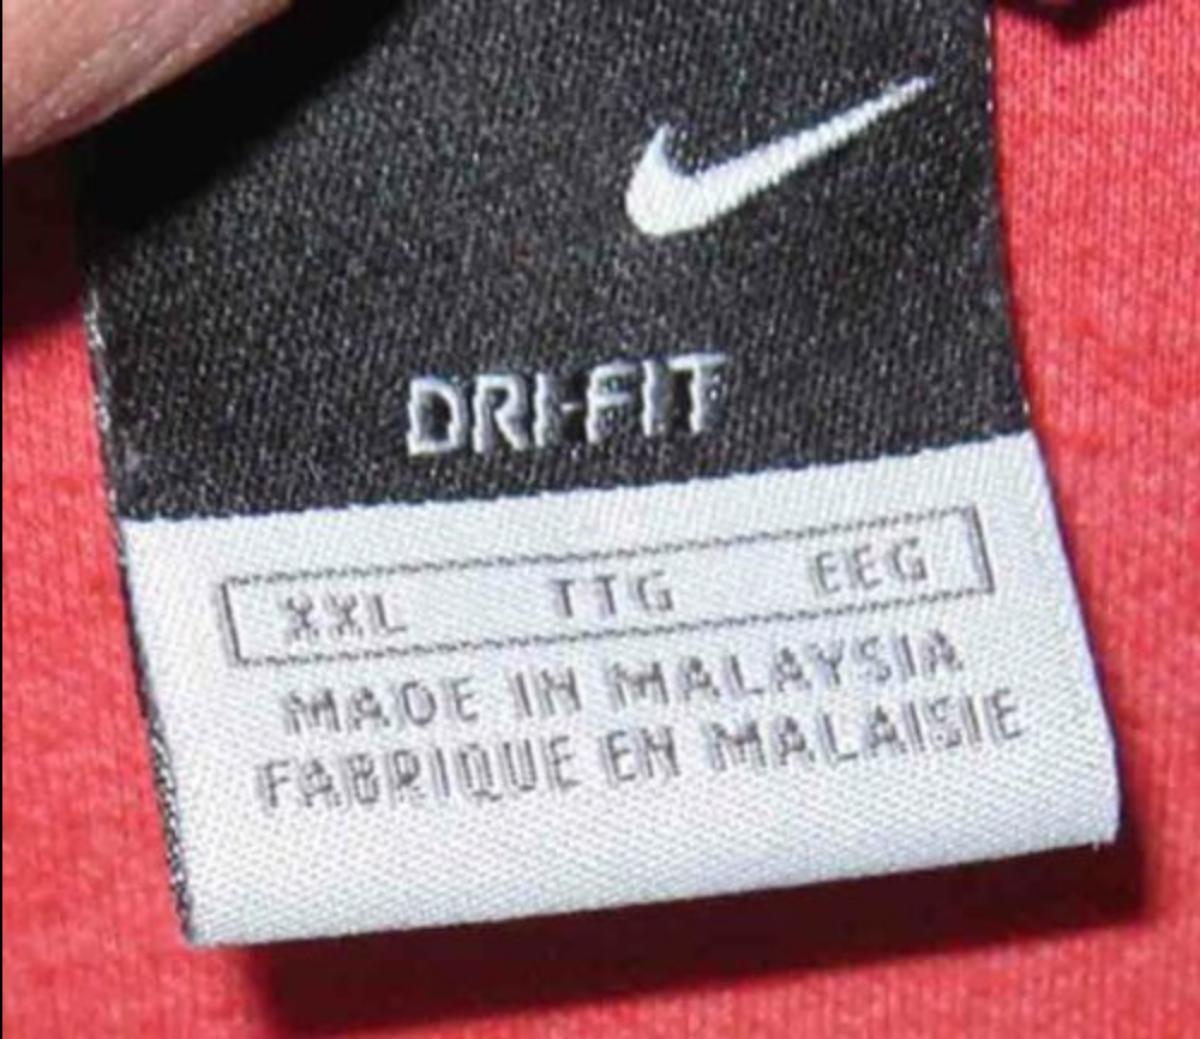 DRI-FIT
XXL TTG EEG
MADE IN MALAYSIA
FABRIQUE EN MALAISIE